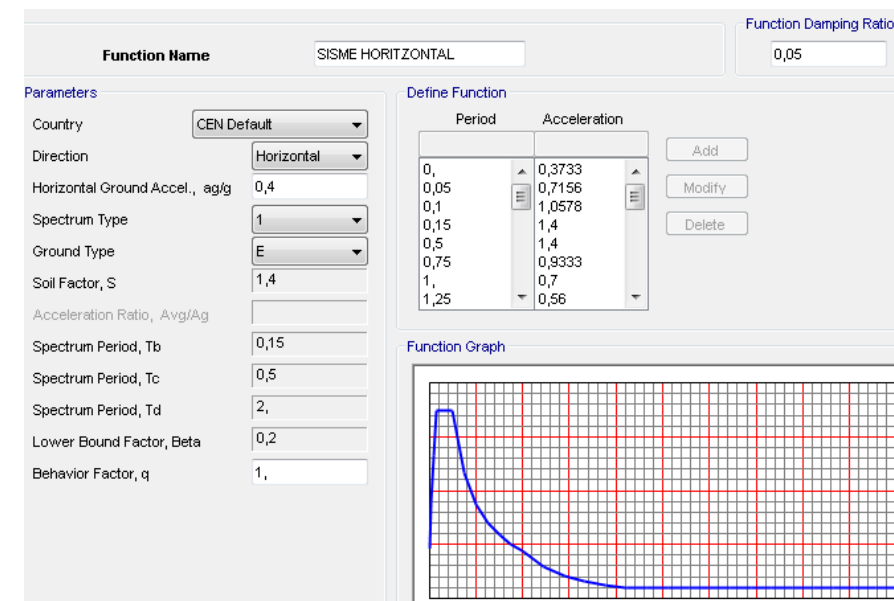 Function Damping Ratio
Function Name SISME HORITZONTAL 0,05
Parameters
Country CEN Default
Direction Horizontal
Horizontal Ground Accel., ag/g 0,4
Spectrum Type 1
Ground Type E
Soil Factor, S 1,4
Acceleration Ratio, Avg/Ag
Spectrum Period, Tb 0,15
Spectrum Period, Tc 0,5
Spectrum Period, Td 2,
Lower Bound Factor, Beta 0,2
Behavior Factor, q 1,
Define Function
Period Acceleration
0, 0,3733
0,05 0,7156
0,1 1,0578
0,15 1,4
0,5 1,4
0,75 0,9333
1, 0,7
1,25 0,56
Add
Modify
Delete
Function Graph